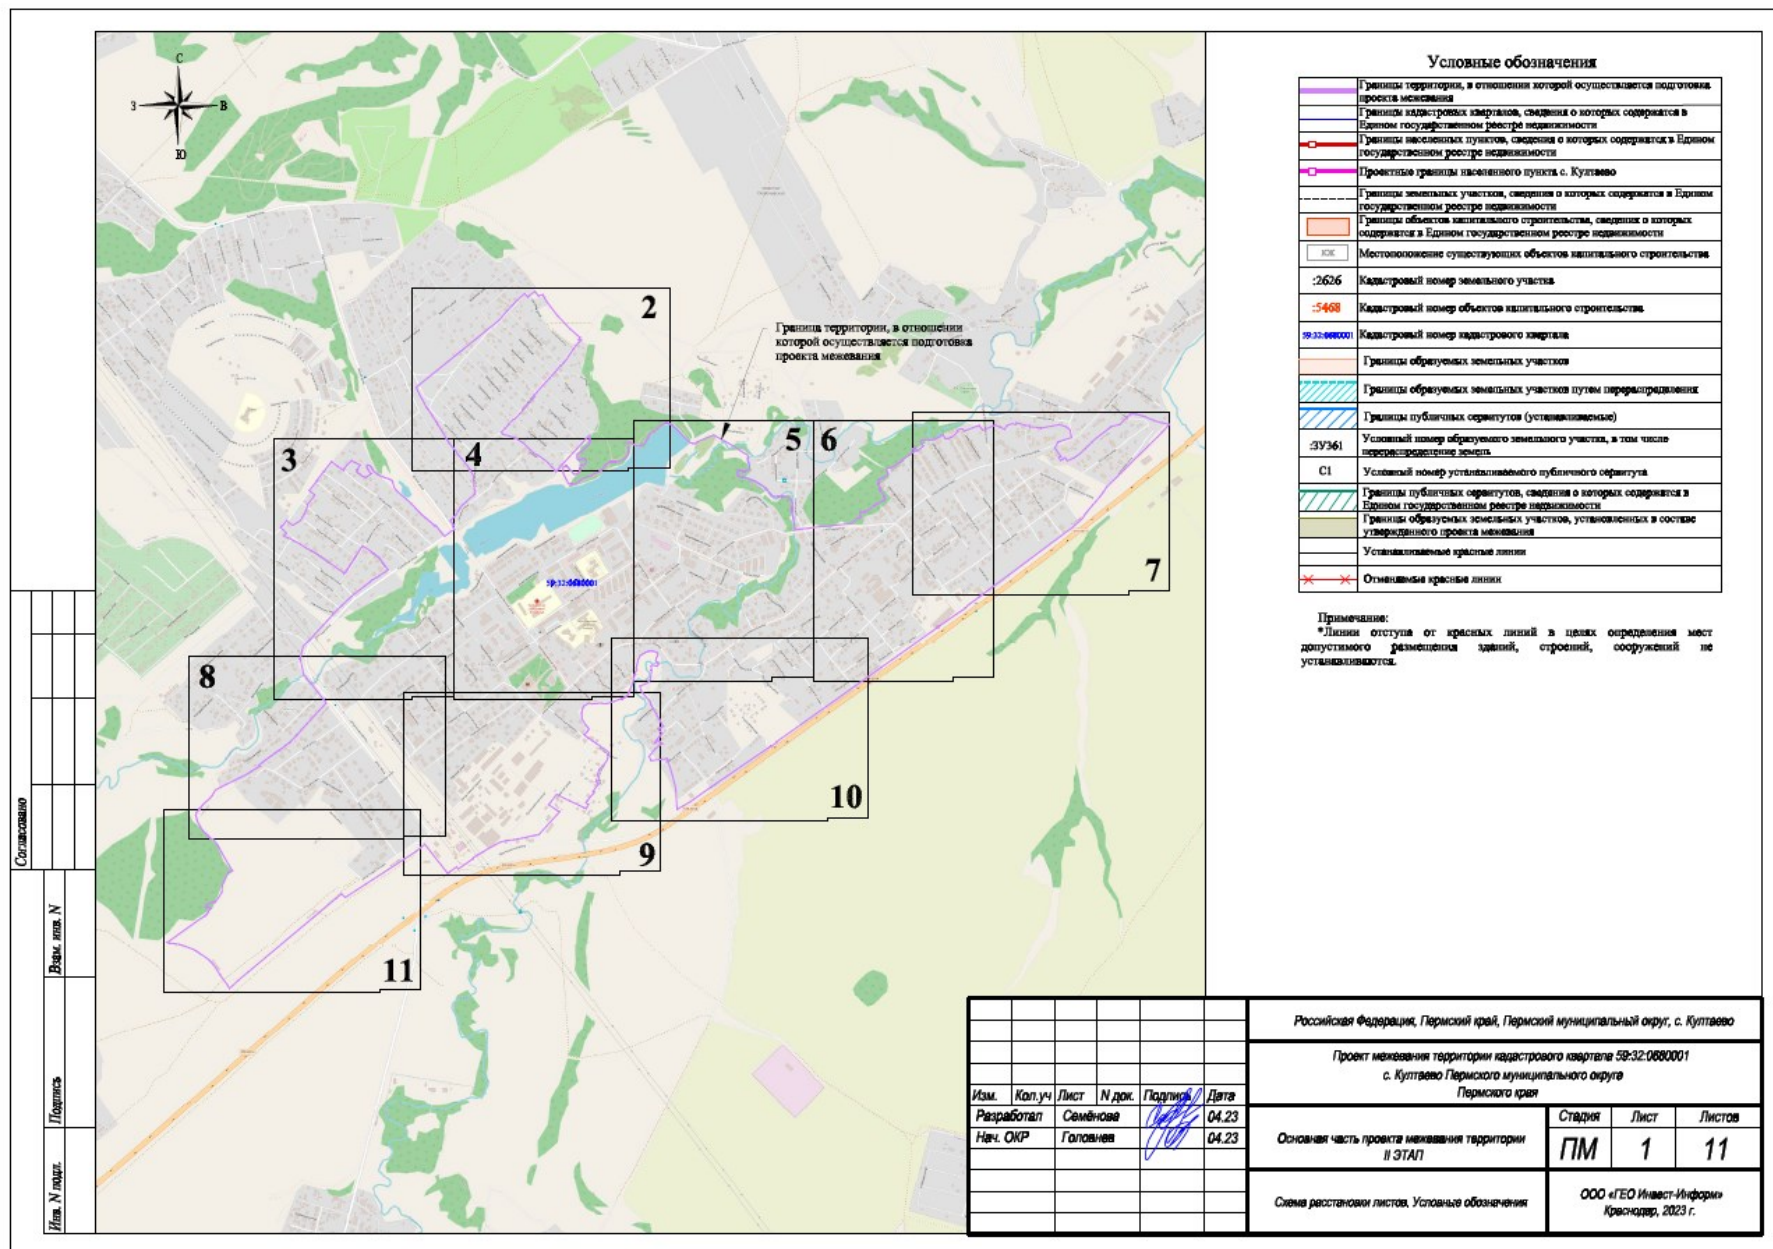 С
З
В
Ю
2
Граница территории, в отношении
которой осуществляется подготовка
проекта межевания
3
4
5
6
7
59:32:0680001
8
9
10
11
Условные обозначения
Границы территории, в отношении которой осуществляется подготовка
проекта межевания
Границы кадастровых кварталов, сведения о которых содержатся в
Едином государственном реестре недвижимости
Границы населенных пунктов, сведения о которых содержатся в Едином
государственном реестре недвижимости
Проектные границы населенного пункта с. Култаево
Границы земельных участков, сведения о которых содержатся в Едином
государственном реестре недвижимости
Границы объектов капитального строительства, сведения о которых
содержатся в Едином государственном реестре недвижимости
КЖ Местоположение существующих объектов капитального строительства
:2626 Кадастровый номер земельного участка
:5468 Кадастровый номер объектов капитального строительства
59:32:0680001 Кадастровый номер кадастрового квартала
Границы образуемых земельных участков
Границы образуемых земельных участков путем перераспределения
Границы публичных сервитутов (устанавливаемые)
:ЗУ361 Условный номер образуемого земельного участка, в том числе
перераспределение земель
С1 Условный номер устанавливаемого публичного сервитута
Границы публичных сервитутов, сведения о которых содержатся в
Едином государственном реестре недвижимости
Границы образуемых земельных участков, установленных в составе
утвержденного проекта межевания
Устанавливаемые красные линии
Отменяемые красные линии
Примечание:
*Линии отступа от красных линий в целях определения мест
допустимого размещения зданий, строений, сооружений не
устанавливаются.
Согласовано
Взам. инв. N
Подпись
Инв. N подл.
Изм. Кол.уч Лист N док. Подпись Дата
Разработал Семёнова 04.23
Нач. ОКР Головнев 04.23
Российская Федерация, Пермский край, Пермский муниципальный округ, с. Култаево
Проект межевания территории кадастрового квартала 59:32:0680001
с. Култаево Пермского муниципального округа
Пермского края
Основная часть проекта межевания территории
II ЭТАП
Стадия Лист Листов
ПМ 1 11
Схема расстановки листов. Условные обозначения
ООО «ГЕО Инвест-Информ»
Краснодар, 2023 г.